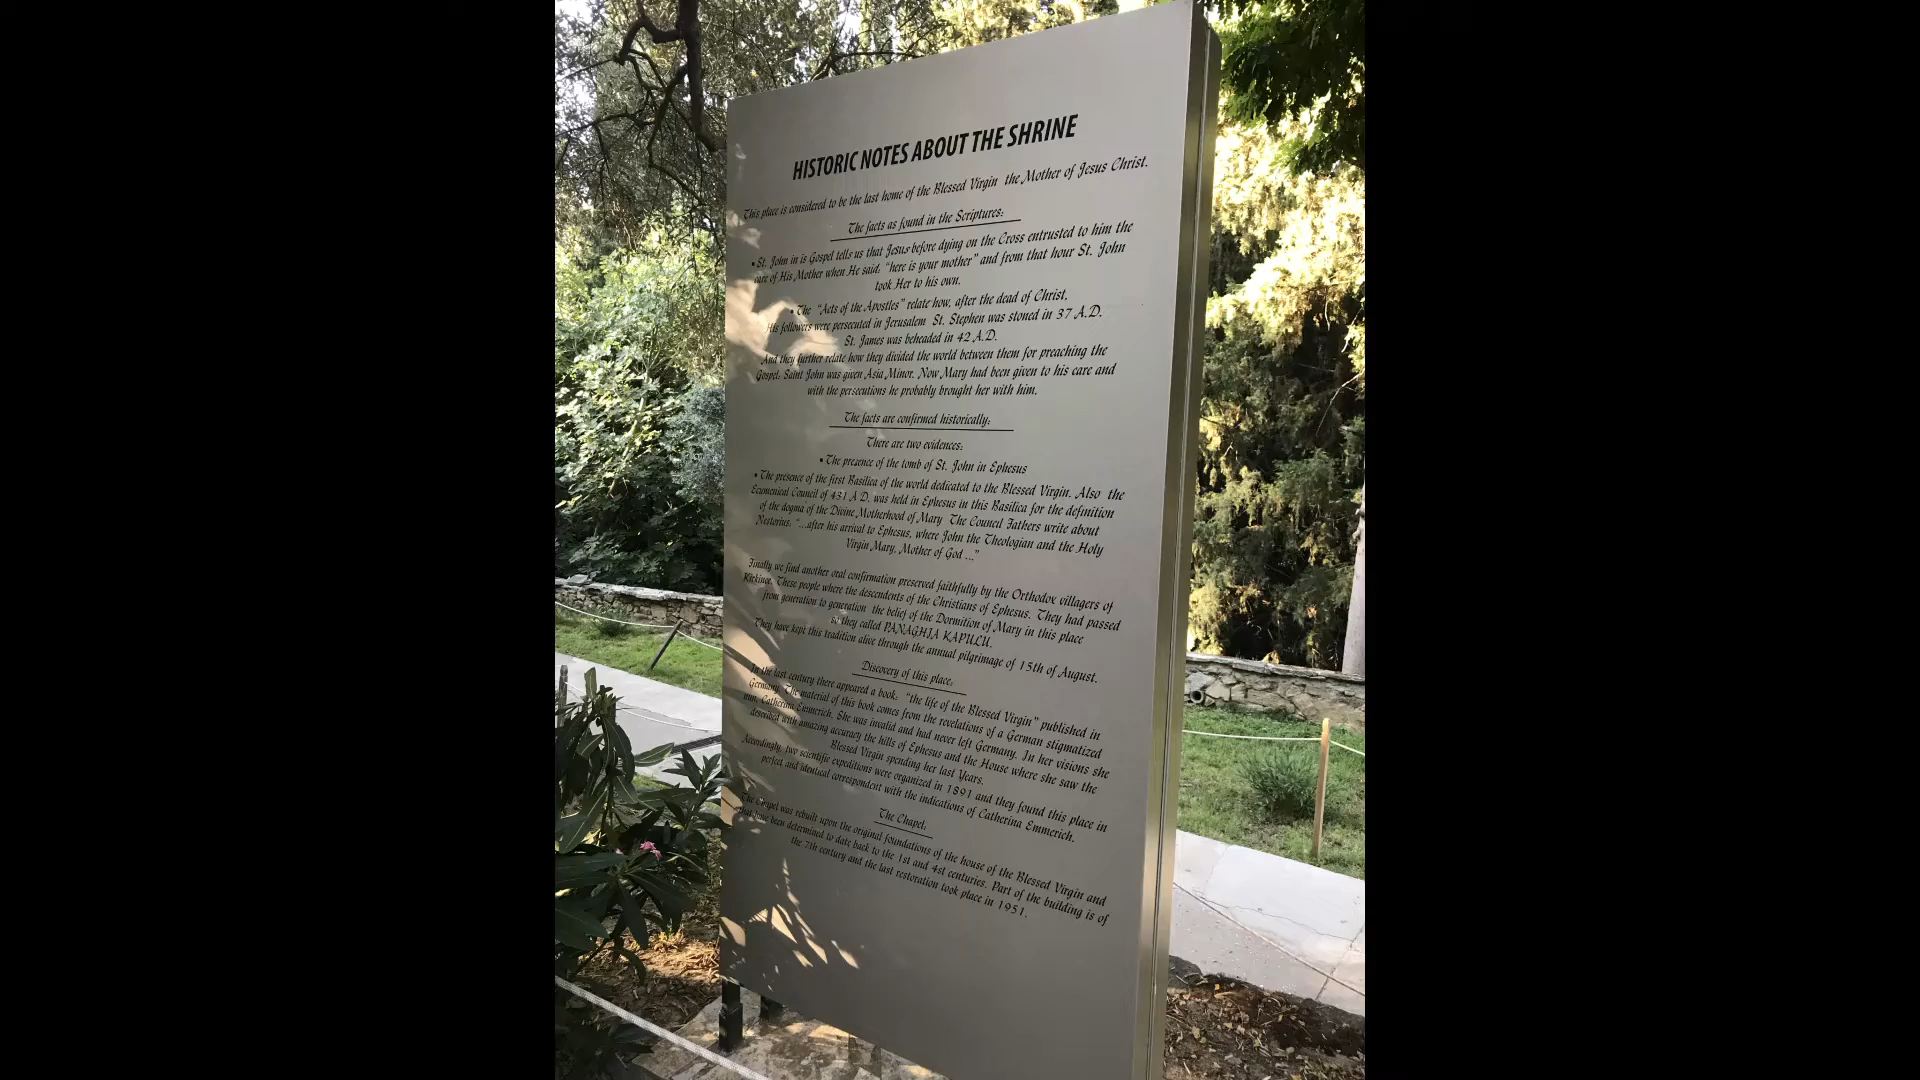 HISTORIC NOTES ABOUT THE SHRINE
This place is considered to be the last home of the Blessed Virgin the Mother of Jesus Christ.
The facts as found in the Scriptures:
• St. John in is Gospel tells us that Jesus before dying on the Cross entrusted to him the
care of His Mother when He said; "here is your mother" and from that hour St. John
took Her to his own.
• The "Acts of the Apostles" relate how, after the dead of Christ,
His followers were persecuted in Jerusalem St. Stephen was stoned in 37 A.D.
St. James was beheaded in 42 A.D.
And they further relate how they divided the world between them for preaching the
Gospel; Saint John was given Asia Minor. Now Mary had been given to his care and
with the persecutions he probably brought her with him.
The facts are confirmed historically:
There are two evidences:
• The presence of the tomb of St. John in Ephesus
• The presence of the first Basilica of the world dedicated to the Blessed Virgin. Also the
Ecumenical Council of 431 A.D. was held in Ephesus in this Basilica for the definition
of the dogma of the Divine Motherhood of Mary The Council Fathers write about
Nestorius: "...after his arrival to Ephesus, where John the Theologian and the Holy
Virgin Mary, Mother of God ..."
Finally we find another oral confirmation preserved faithfully by the Orthodox villagers of
Kirkince. These people where the descendents of the Christians of Ephesus. They had passed
from generation to generation the belief of the Dormition of Mary in this place
so they called PANAGHIA KAPULU.
They have kept this tradition alive through the annual pilgrimage of 15th of August.
Discovery of this place:
In the last century there appeared a book: "the life of the Blessed Virgin" published in
Germany. The material of this book comes from the revelations of a German stigmatized
nun, Catherina Emmerich. She was invalid and had never left Germany. In her visions she
described with amazing accuracy the hills of Ephesus and the House where she saw the
Blessed Virgin spending her last Years.
Accordingly, two scientific expeditions were organized in 1891 and they found this place in
perfect and identical correspondent with the indications of Catherina Emmerich.
The Chapel:
The Chapel was rebuilt upon the original foundations of the house of the Blessed Virgin and
that have been determined to date back to the 1st and 4st centuries. Part of the building is of
the 7th century and the last restoration took place in 1951.